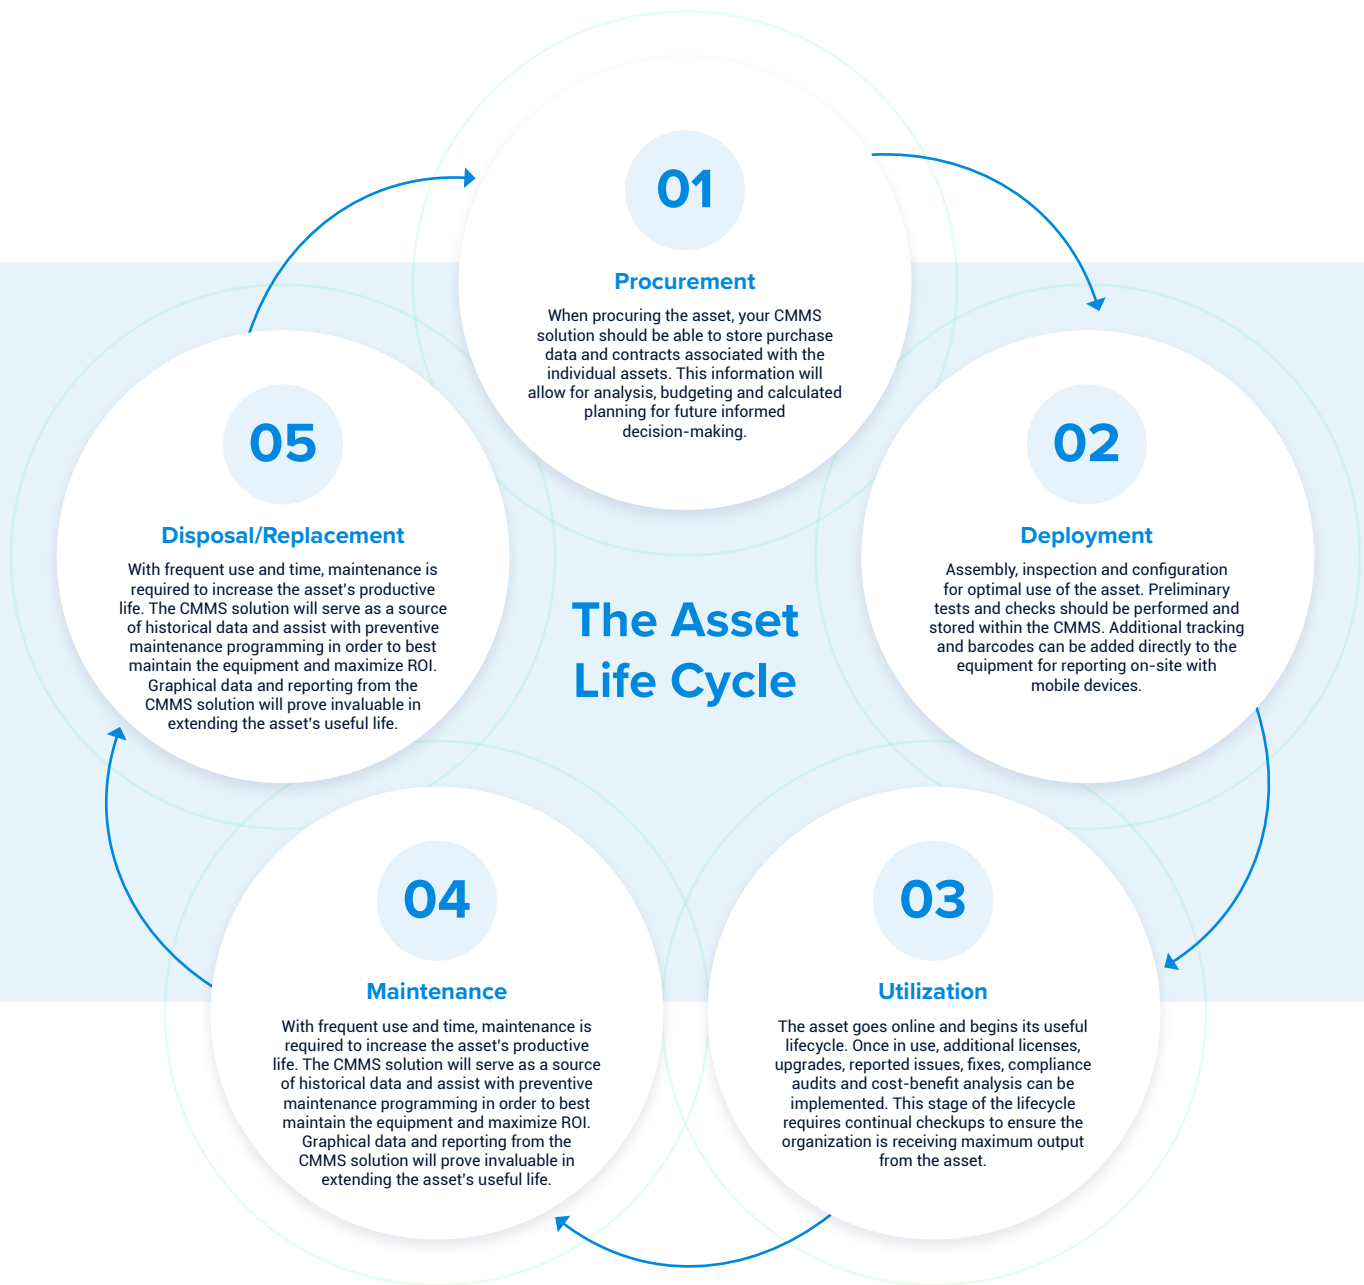 The Asset
Life Cycle
01
Procurement
When procuring the asset, your CMMS
solution should be able to store purchase
data and contracts associated with the
individual assets. This information will
allow for analysis, budgeting and calculated
planning for future informed
decision-making.
02
Deployment
Assembly, inspection and configuration
for optimal use of the asset. Preliminary
tests and checks should be performed and
stored within the CMMS. Additional tracking
and barcodes can be added directly to the
equipment for reporting on-site with
mobile devices.
03
Utilization
The asset goes online and begins its useful
lifecycle. Once in use, additional licenses,
upgrades, reported issues, fixes, compliance
audits and cost-benefit analysis can be
implemented. This stage of the lifecycle
requires continual checkups to ensure the
organization is receiving maximum output
from the asset.
04
Maintenance
With frequent use and time, maintenance is
required to increase the asset's productive
life. The CMMS solution will serve as a source
of historical data and assist with preventive
maintenance programming in order to best
maintain the equipment and maximize ROI.
Graphical data and reporting from the
CMMS solution will prove invaluable in
extending the asset's useful life.
05
Disposal/Replacement
With frequent use and time, maintenance is
required to increase the asset's productive
life. The CMMS solution will serve as a source
of historical data and assist with preventive
maintenance programming in order to best
maintain the equipment and maximize ROI.
Graphical data and reporting from the
CMMS solution will prove invaluable in
extending the asset's useful life.